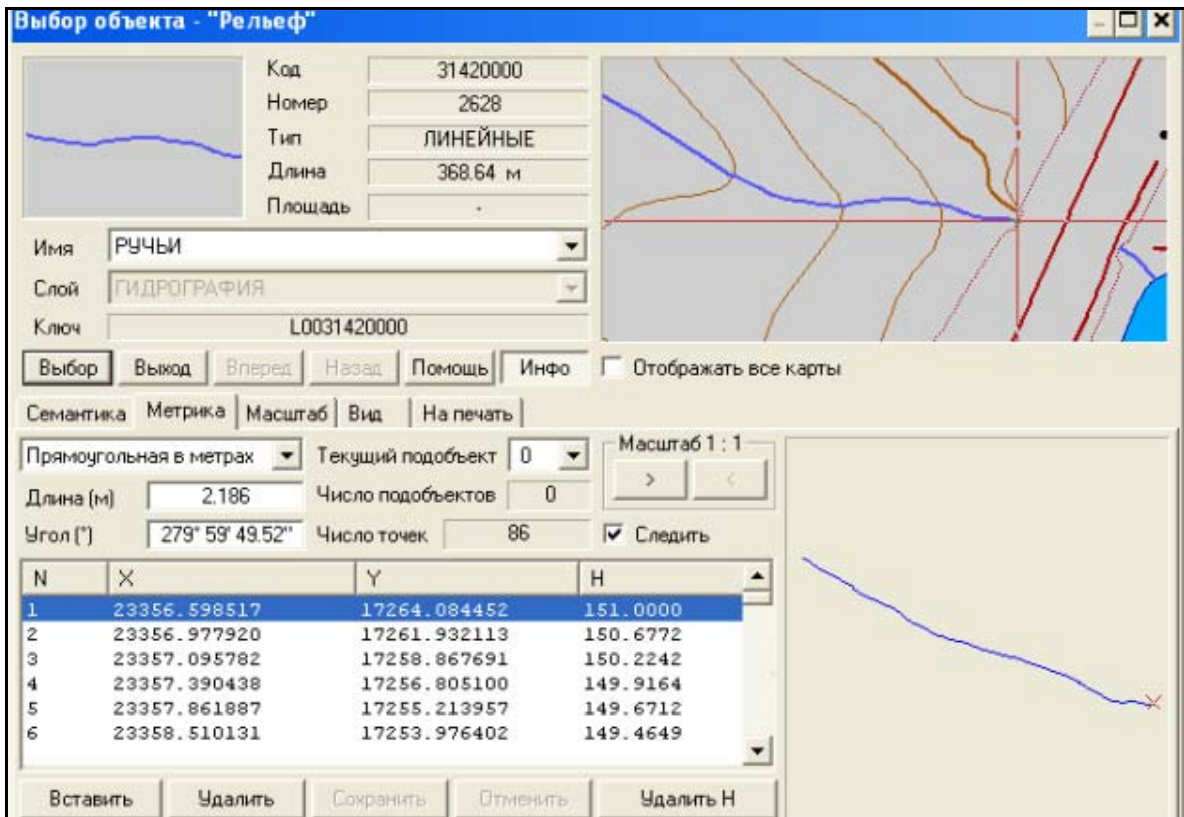 Выбор объекта - "Рельеф"
Код 31420000
Номер 2628
Тип ЛИНЕЙНЫЕ
Длина 368.64 м
Площадь -
Имя РУЧЬИ
Слой ГИДРОГРАФИЯ
Ключ L0031420000
Выбор Выход Вперед Назад Помощь Инфо Отображать все карты
Семантика Метрика Масштаб Вид На печать
Прямоугольная в метрах Текущий подобъект 0 Масштаб 1 : 1
> <
Длина (м) 2.186 Число подобъектов 0
Угол (°) 279° 59' 49.52'' Число точек 86 Следить
N X Y H
1 23356.598517 17264.084452 151.0000
2 23356.977920 17261.932113 150.6772
3 23357.095782 17258.867691 150.2242
4 23357.390438 17256.805100 149.9164
5 23357.861887 17255.213957 149.6712
6 23358.510131 17253.976402 149.4649
Вставить Удалить Сохранить Отменить Удалить H